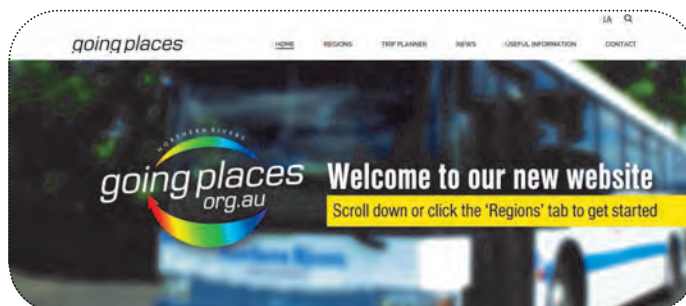 IA
going places
HOME REGIONS TRIP PLANNER NEWS USEFUL INFORMATION CONTACT
NORTHERN RIVERS
going places
org.au
Welcome to our new website
Scroll down or click the 'Regions' tab to get started